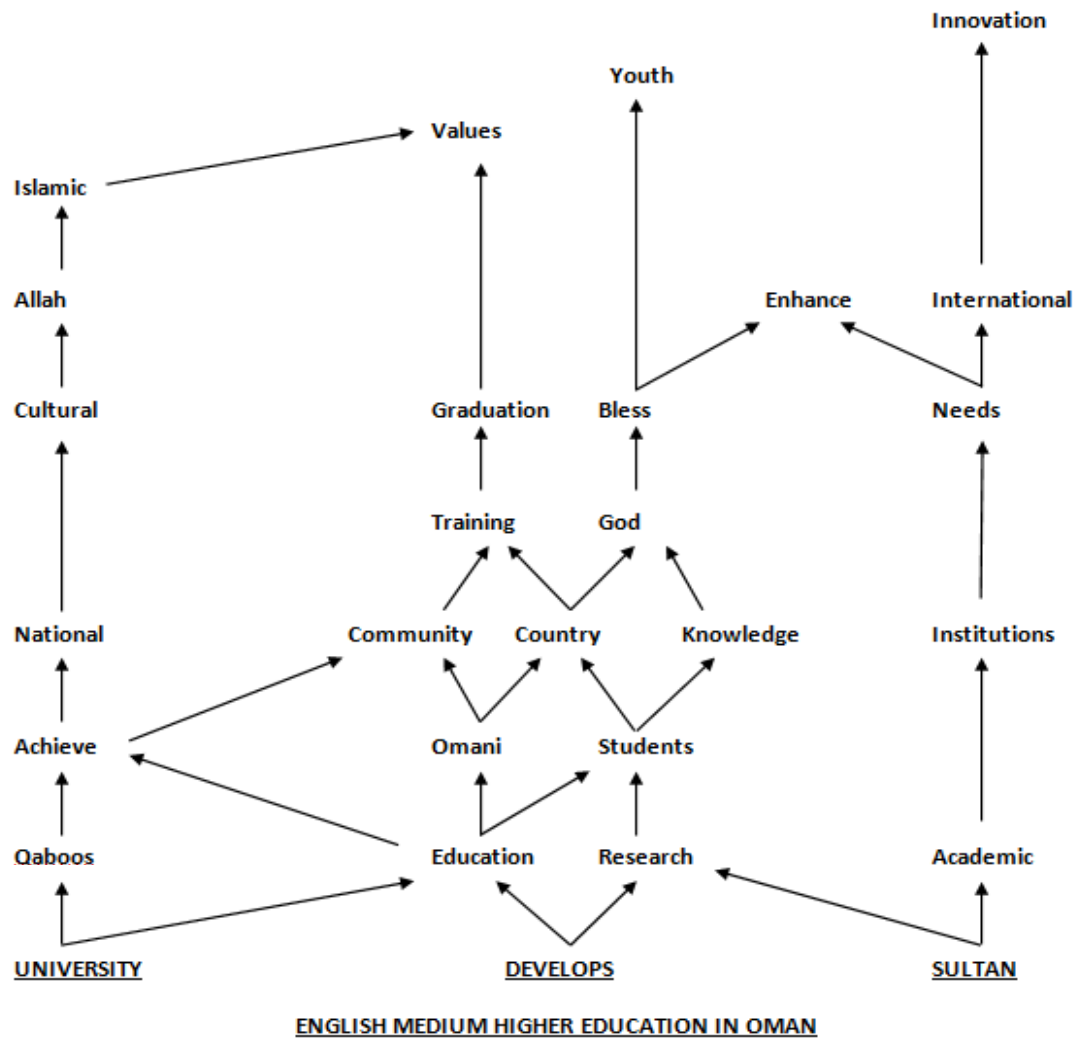 Innovation
Youth
Values
Islamic
Allah Enhance International
Cultural Graduation Bless Needs
Training God
National Community Country Knowledge Institutions
Achieve Omani Students
Qaboos Education Research Academic
UNIVERSITY DEVELOPS SULTAN
ENGLISH MEDIUM HIGHER EDUCATION IN OMAN